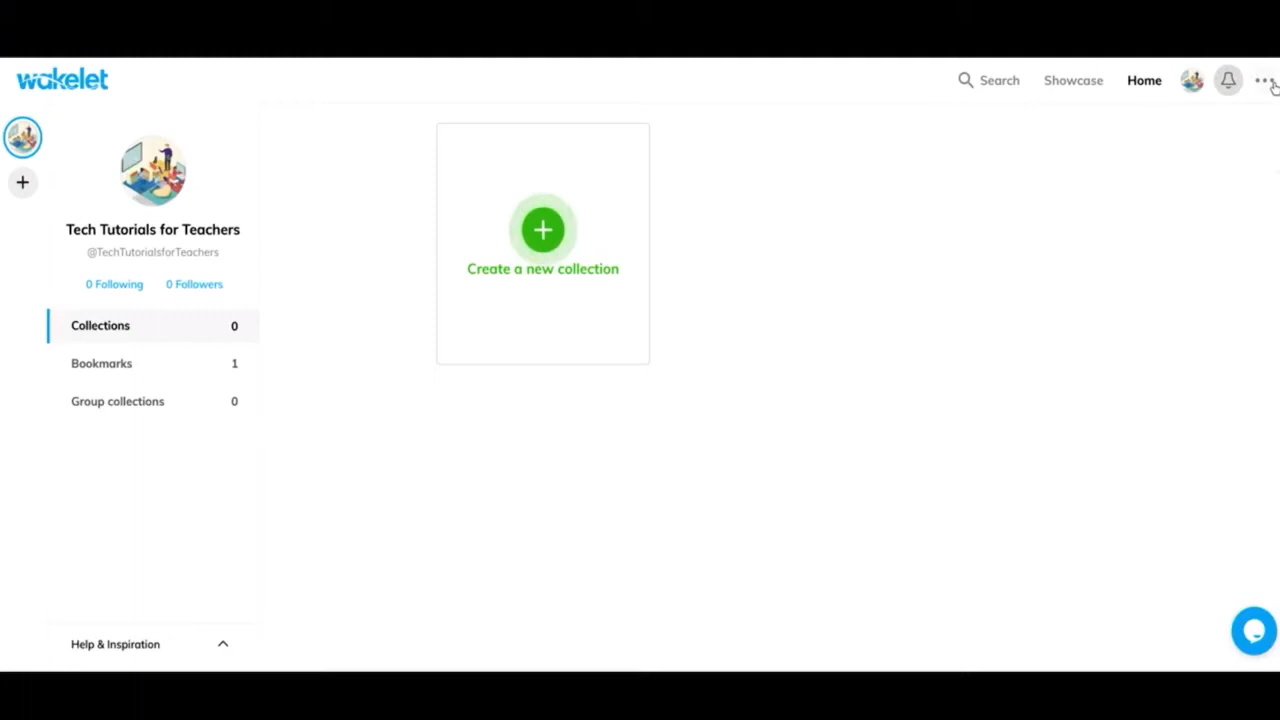 wakelet
Search
Showcase
Home
Tech Tutorials for Teachers
@TechTutorialsforTeachers
0 Following
0 Followers
Collections 0
Bookmarks 1
Group collections 0
Create a new collection
Help & Inspiration